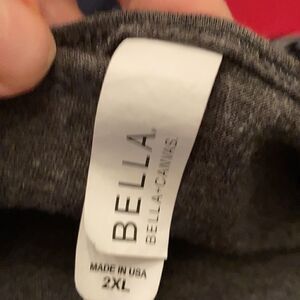 BELLA
BELLA+CANVAS.
MADE IN USA
2XL